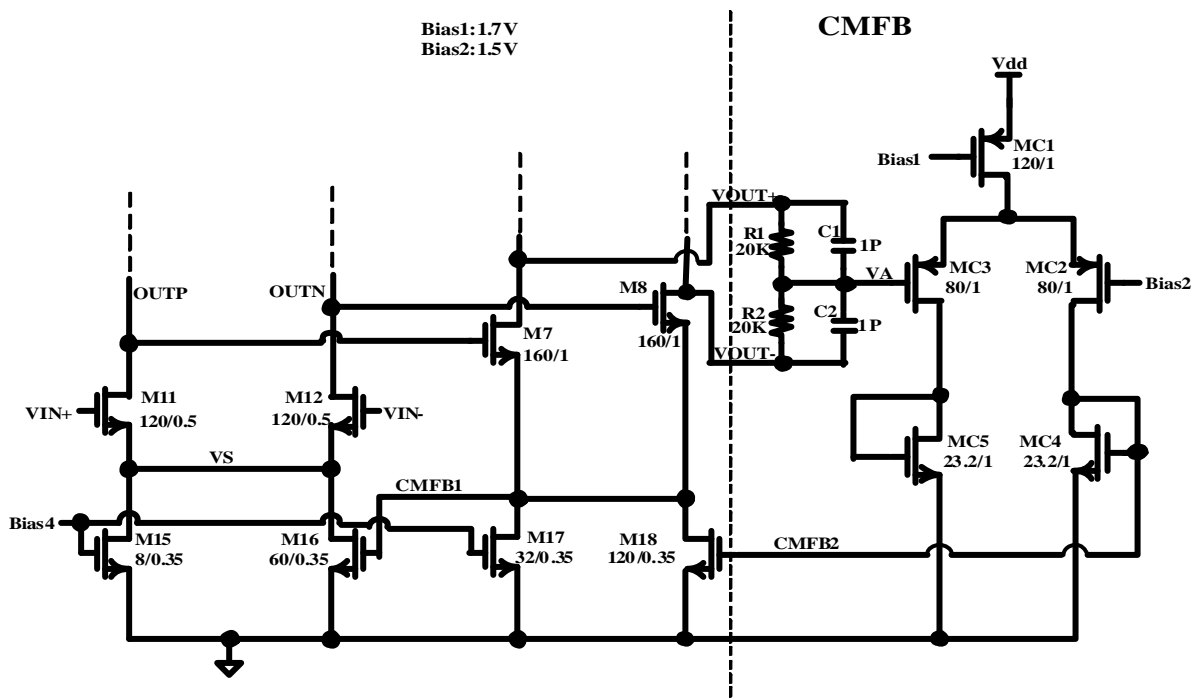 Bias1:1.7V
Bias2:1.5V
CMFB
Vdd
MC1
120/1
Bias1
VOUT+
R1
20K
C1
1P
VA
MC3
80/1
MC2
80/1
Bias2
OUTP
OUTN
M8
160/1
R2
20K
C2
1P
VOUT-
M7
160/1
VIN+
M11
120/0.5
M12
120/0.5
VIN-
VS
MC5
23.2/1
MC4
23.2/1
CMFB1
Bias4
M15
8/0.35
M16
60/0.35
M17
32/0.35
M18
120/0.35
CMFB2